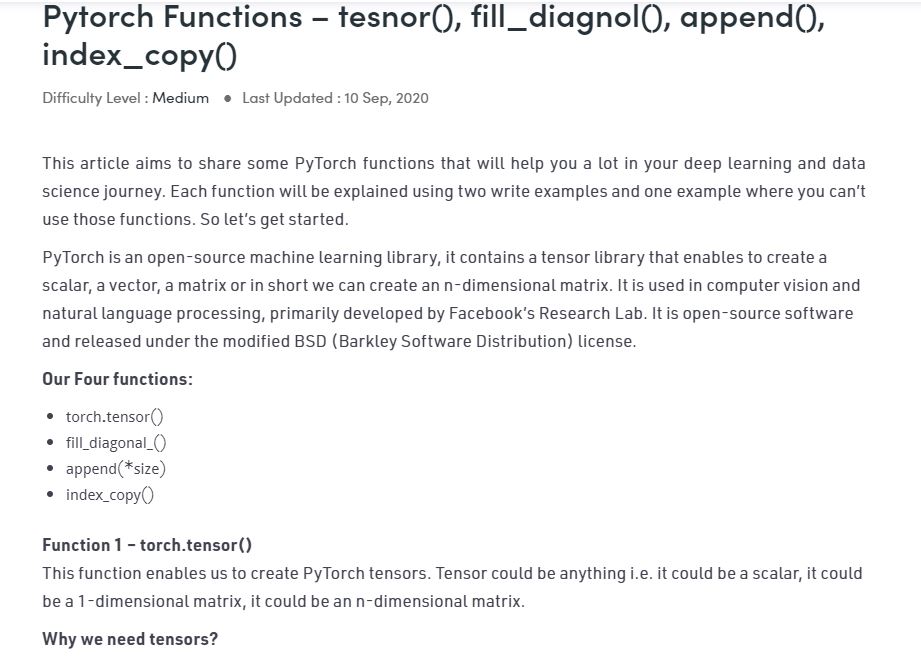 Pytorch Functions – tesnor(), fill_diagnol(), append(),
index_copy()
Difficulty Level : Medium ● Last Updated : 10 Sep, 2020
This article aims to share some PyTorch functions that will help you a lot in your deep learning and data
science journey. Each function will be explained using two write examples and one example where you can’t
use those functions. So let’s get started.
PyTorch is an open-source machine learning library, it contains a tensor library that enables to create a
scalar, a vector, a matrix or in short we can create an n-dimensional matrix. It is used in computer vision and
natural language processing, primarily developed by Facebook’s Research Lab. It is open-source software
and released under the modified BSD (Barkley Software Distribution) license.
Our Four functions:
• torch.tensor()
• fill_diagonal_()
• append(*size)
• index_copy()
Function 1 – torch.tensor()
This function enables us to create PyTorch tensors. Tensor could be anything i.e. it could be a scalar, it could
be a 1-dimensional matrix, it could be an n-dimensional matrix.
Why we need tensors?